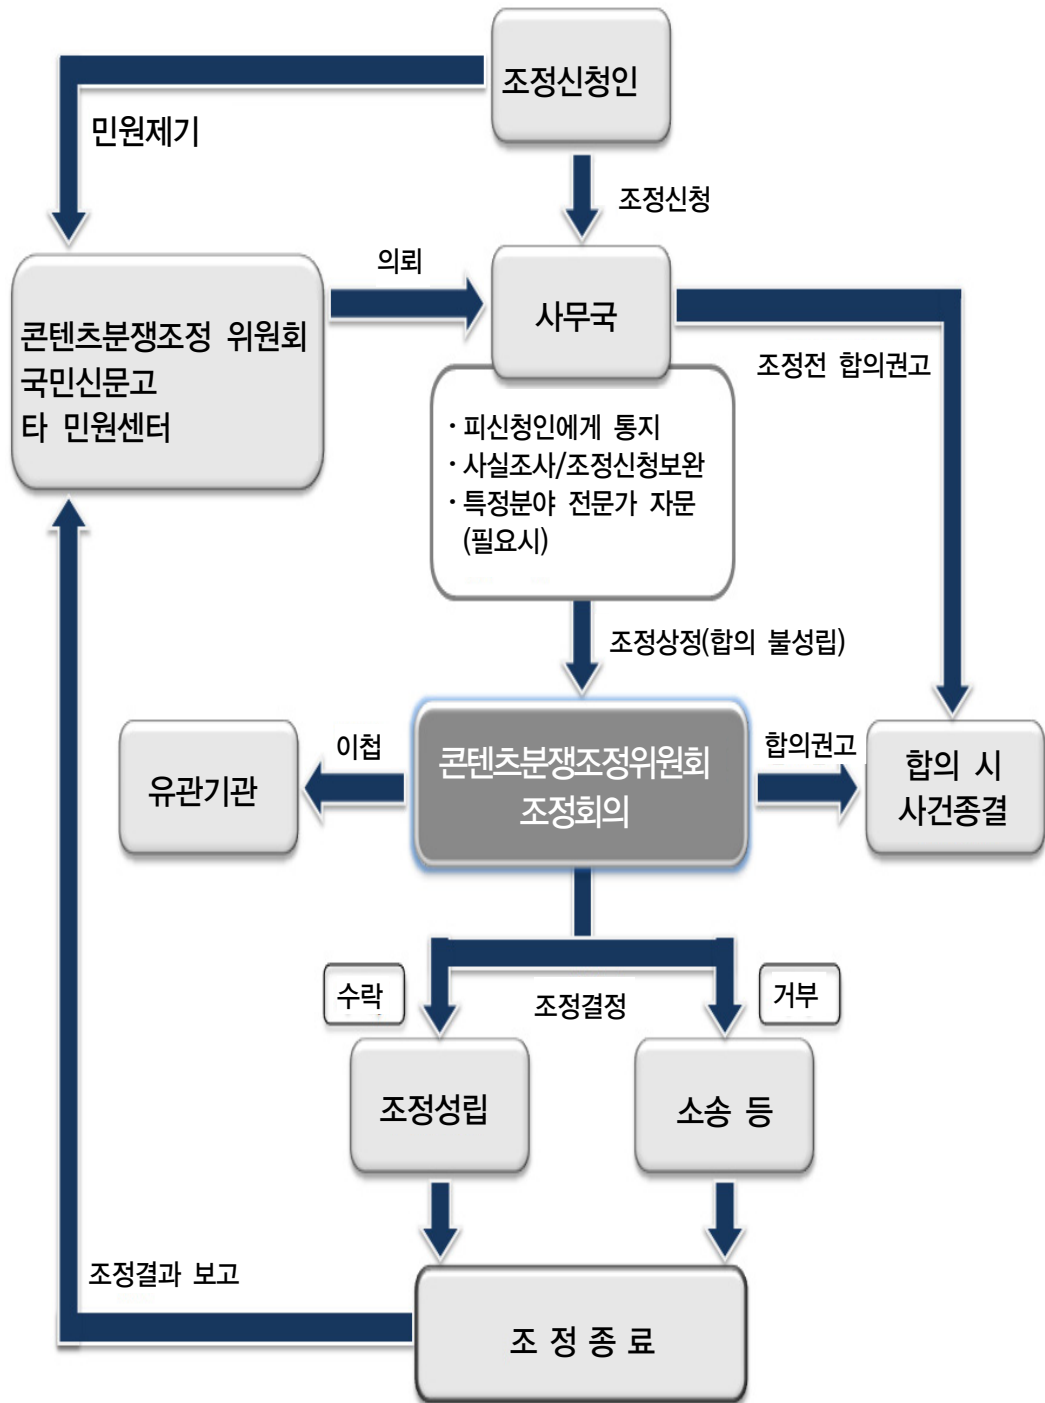 조정신청인
민원제기
조정신청
의뢰
사무국
콘텐츠분쟁조정 위원회
국민신문고
타 민원센터
조정전 합의권고
· 피신청인에게 통지
· 사실조사/조정신청보완
· 특정분야 전문가 자문
(필요시)
조정상정(합의 불성립)
이첩
합의권고
유관기관
콘텐츠분쟁조정위원회
조정회의
합의 시
사건종결
수락
조정결정
거부
조정성립
소송 등
조정결과 보고
조 정 종 료